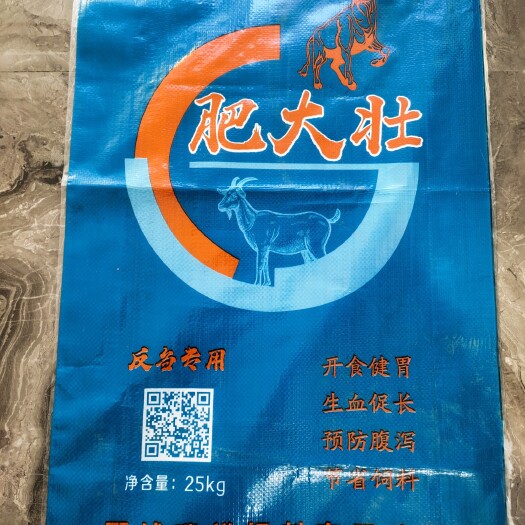 肥大壮
反刍专用
开食健胃
生血促长
预防腹泻
节省饲料
净含量：25kg